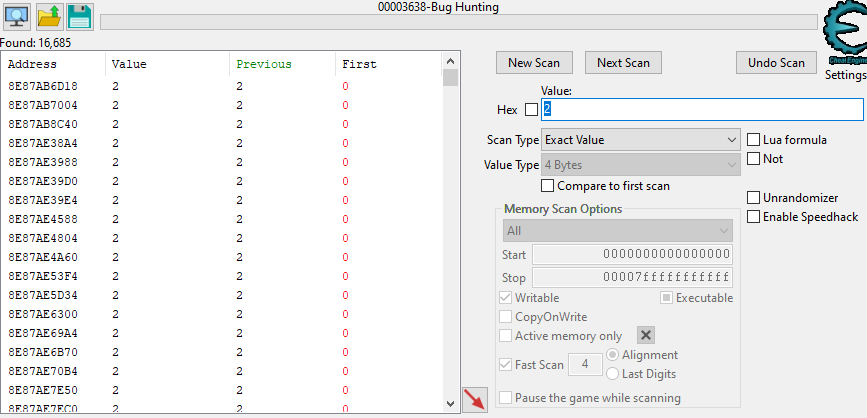 00003638-Bug Hunting
Found: 16,685
Address Value Previous First
8E87AB6D18 2 2 0
8E87AB7004 2 2 0
8E87AB8C40 2 2 0
8E87AE38A4 2 2 0
8E87AE3988 2 2 0
8E87AE39D0 2 2 0
8E87AE39E4 2 2 0
8E87AE4588 2 2 0
8E87AE4804 2 2 0
8E87AE4A60 2 2 0
8E87AE53F4 2 2 0
8E87AE5D34 2 2 0
8E87AE6300 2 2 0
8E87AE69A4 2 2 0
8E87AE6B70 2 2 0
8E87AE70B4 2 2 0
8E87AE7E50 2 2 0
8E87AE7EC0 2 2 0
New Scan Next Scan Undo Scan
Cheat Engine
Settings
Value:
Hex 2
Scan Type Exact Value Lua formula
Value Type 4 Bytes Not
Compare to first scan
Unrandomizer
Enable Speedhack
Memory Scan Options
All
Start 0000000000000000
Stop 00007fffffffffff
Writable Executable
CopyOnWrite
Active memory only
Fast Scan 4 Alignment
Last Digits
Pause the game while scanning